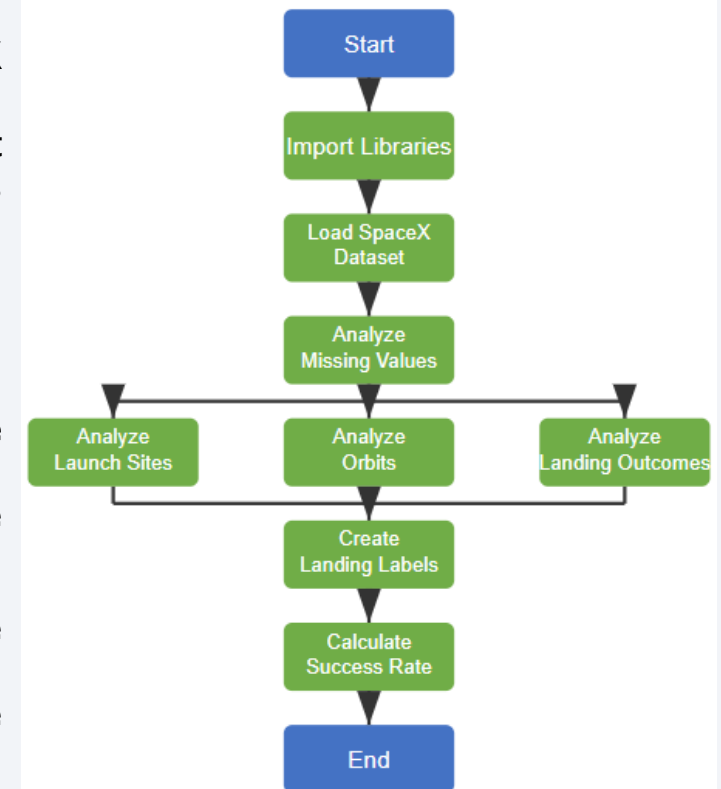 Start
Import Libraries
Load SpaceX
Dataset
Analyze
Missing Values
Analyze
Launch Sites
Analyze
Orbits
Analyze
Landing Outcomes
Create
Landing Labels
Calculate
Success Rate
End